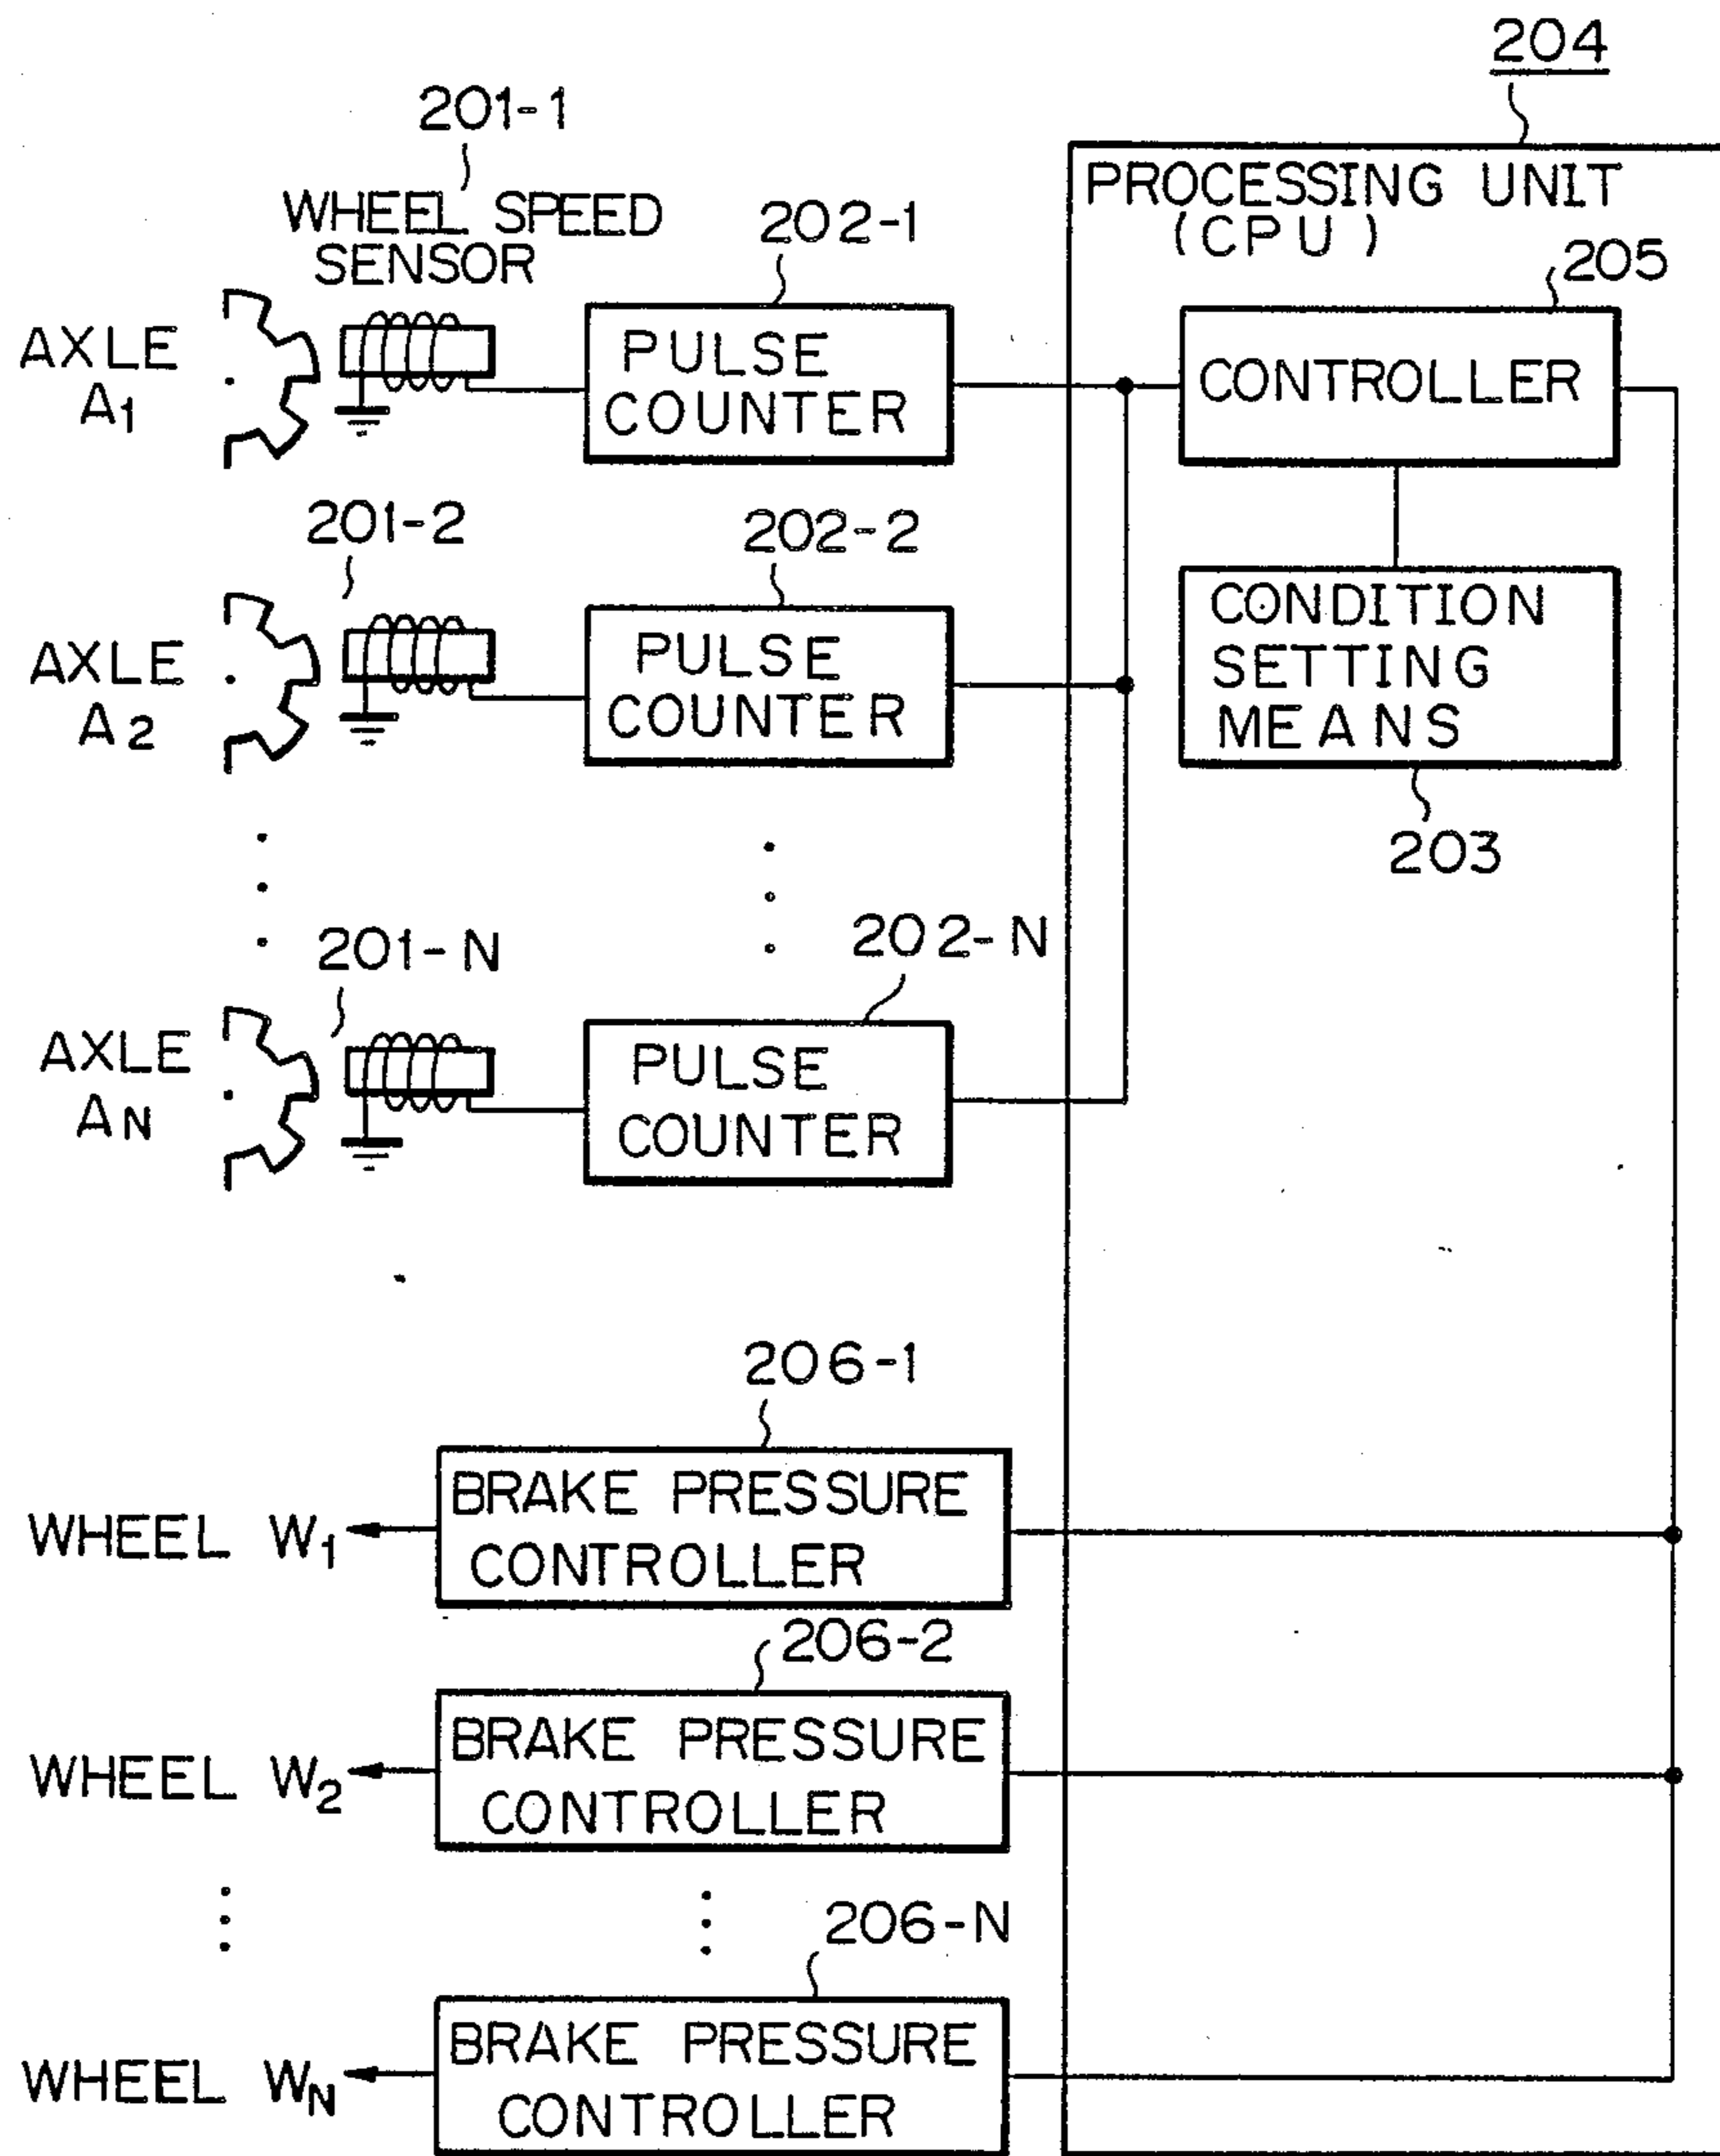 204
201-1
PROCESSING UNIT
(CPU)
WHEEL SPEED
SENSOR
202-1
205
AXLE
A1
PULSE
COUNTER
CONTROLLER
201-2
202-2
AXLE
A2
PULSE
COUNTER
CONDITION
SETTING
MEANS
203
201-N
202-N
AXLE
AN
PULSE
COUNTER
206-1
WHEEL W1
BRAKE PRESSURE
CONTROLLER
206-2
WHEEL W2
BRAKE PRESSURE
CONTROLLER
206-N
WHEEL WN
BRAKE PRESSURE
CONTROLLER